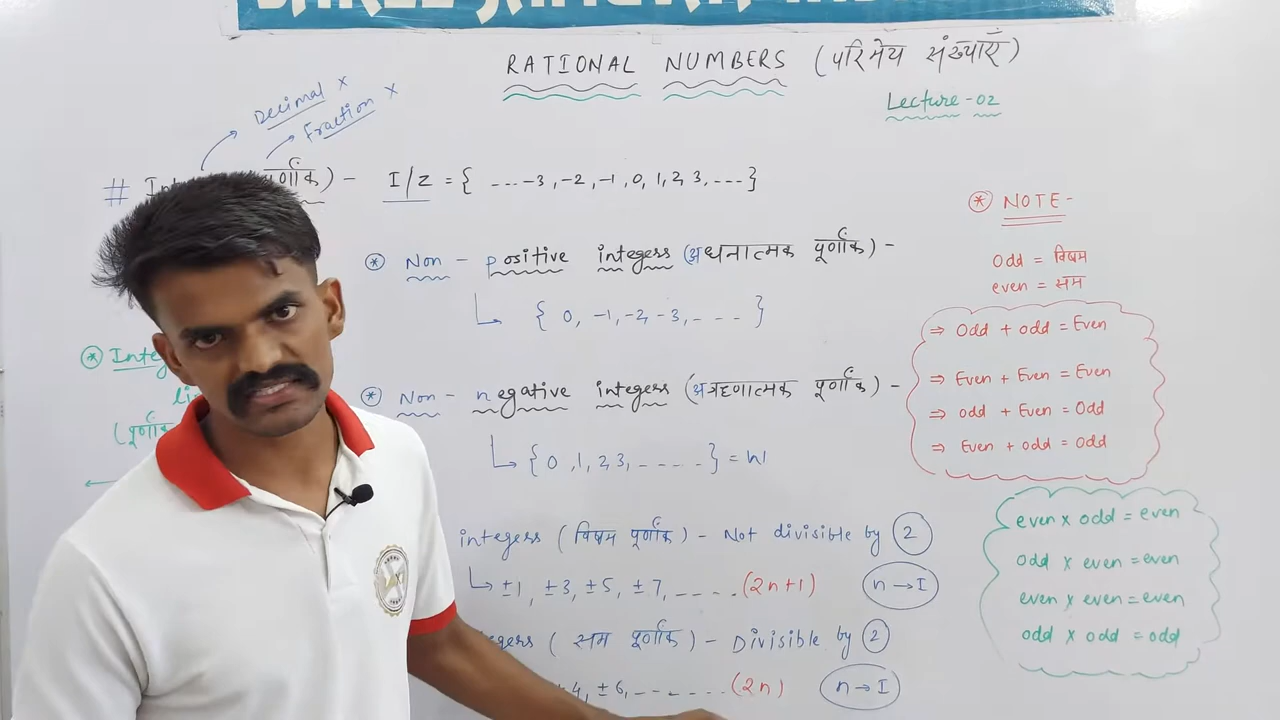 RATIONAL NUMBERS (परिमेय संख्याएँ)
Lecture-02
Decimal x
Fraction x
# Int पूर्णांक) - I/Z = { ----3, -2, -1, 0, 1, 2, 3, ---- }
* NOTE-
Odd = विषम
even = सम
* Non - positive integers (अधनात्मक पूर्णांक) -
{ 0, -1, -2, -3, - - - - }
* Inte
li
(पूर्णांक
* Non - negative integers (अऋणात्मक पूर्णांक) -
{ 0, 1, 2, 3, - - - - - } = W
⇒ Odd + odd = Even
⇒ Even + Even = Even
⇒ odd + Even = Odd
⇒ Even + odd = odd
integers (विषम पूर्णांक) - Not divisible by 2
±1, ±3, ±5, ±7, - - - - (2n+1) n→I
gers (सम पूर्णांक) - Divisible by 2
4, ±6, - - - - - - - (2n) n→I
even x odd = even
odd x even = even
even x even = even
odd x odd = odd